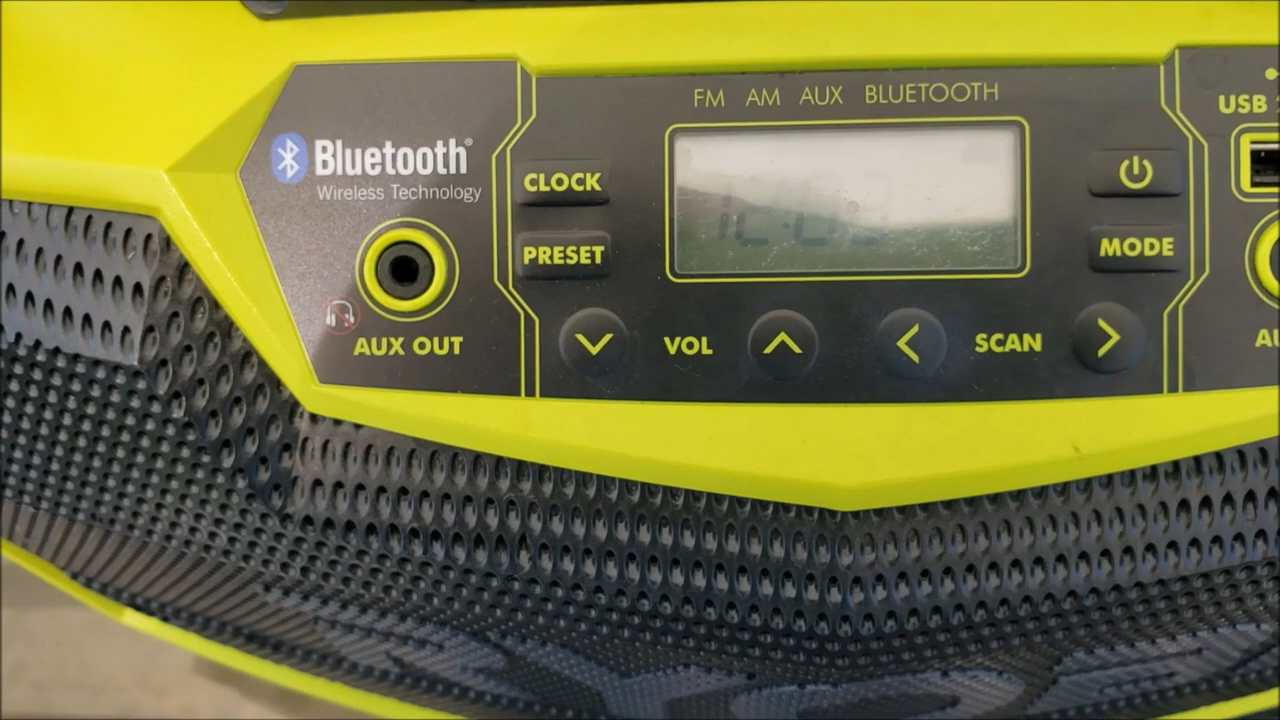 FM AM AUX BLUETOOTH
USB
Bluetooth®
Wireless Technology
CLOCK
PRESET
MODE
AUX OUT
VOL
SCAN